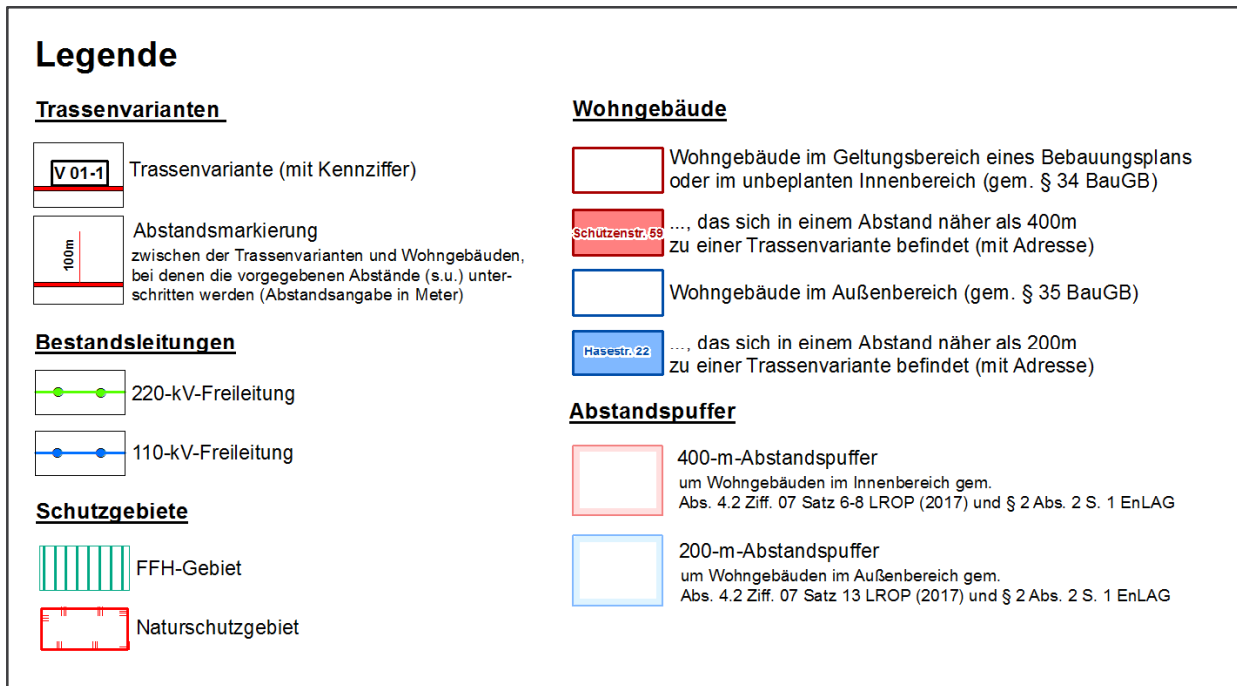 Legende
Trassenvarianten
V 01-1
Trassenvariante (mit Kennziffer)
100m
Abstandsmarkierung
zwischen der Trassenvarianten und Wohngebäuden,
bei denen die vorgegebenen Abstände (s.u.) unter-
schritten werden (Abstandsangabe in Meter)
Bestandsleitungen
220-kV-Freileitung
110-kV-Freileitung
Schutzgebiete
FFH-Gebiet
Naturschutzgebiet
Wohngebäude
Wohngebäude im Geltungsbereich eines Bebauungsplans
oder im unbeplanten Innenbereich (gem. § 34 BauGB)
Schützenstr. 59
..., das sich in einem Abstand näher als 400m
zu einer Trassenvariante befindet (mit Adresse)
Wohngebäude im Außenbereich (gem. § 35 BauGB)
Hasestr. 22
..., das sich in einem Abstand näher als 200m
zu einer Trassenvariante befindet (mit Adresse)
Abstandspuffer
400-m-Abstandspuffer
um Wohngebäuden im Innenbereich gem.
Abs. 4.2 Ziff. 07 Satz 6-8 LROP (2017) und § 2 Abs. 2 S. 1 EnLAG
200-m-Abstandspuffer
um Wohngebäuden im Außenbereich gem.
Abs. 4.2 Ziff. 07 Satz 13 LROP (2017) und § 2 Abs. 2 S. 1 EnLAG